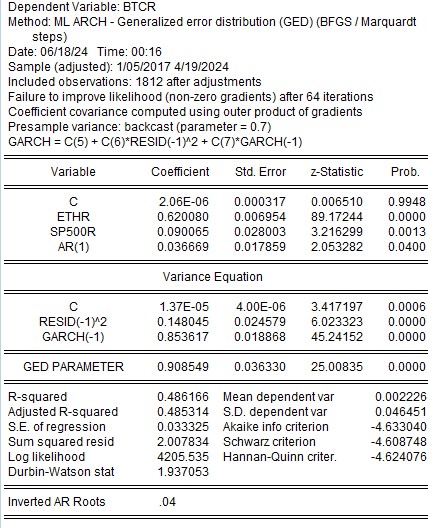 Dependent Variable: BTCR
Method: ML ARCH - Generalized error distribution (GED) (BFGS / Marquardt
steps)
Date: 06/18/24 Time: 00:16
Sample (adjusted): 1/05/2017 4/19/2024
Included observations: 1812 after adjustments
Failure to improve likelihood (non-zero gradients) after 64 iterations
Coefficient covariance computed using outer product of gradients
Presample variance: backcast (parameter = 0.7)
GARCH = C(5) + C(6)*RESID(-1)^2 + C(7)*GARCH(-1)
Variable Coefficient Std. Error z-Statistic Prob.
C 2.06E-06 0.000317 0.006510 0.9948
ETHR 0.620080 0.006954 89.17244 0.0000
SP500R 0.090065 0.028003 3.216299 0.0013
AR(1) 0.036669 0.017859 2.053282 0.0400
Variance Equation
C 1.37E-05 4.00E-06 3.417197 0.0006
RESID(-1)^2 0.148045 0.024579 6.023323 0.0000
GARCH(-1) 0.853617 0.018868 45.24152 0.0000
GED PARAMETER 0.908549 0.036330 25.00835 0.0000
R-squared 0.486166 Mean dependent var 0.002226
Adjusted R-squared 0.485314 S.D. dependent var 0.046451
S.E. of regression 0.033325 Akaike info criterion -4.633040
Sum squared resid 2.007834 Schwarz criterion -4.608748
Log likelihood 4205.535 Hannan-Quinn criter. -4.624076
Durbin-Watson stat 1.937053
Inverted AR Roots .04